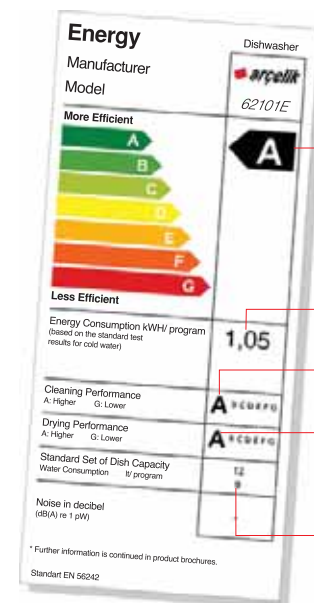 Energy
Dishwasher
Manufacturer
arçelik
Model
62101E
More Efficient
A
A
B
C
D
E
F
G
Less Efficient
Energy Consumption kWH/ program
(based on the standard test
results for cold water)
1,05
Cleaning Performance
A: Higher G: Lower
A B C D E F G
Drying Performance
A: Higher G: Lower
A B C D E F G
Standard Set of Dish Capacity
12
Water Consumption lt/ program
9
Noise in decibel
(dB(A) re 1 pW)
*
* Further information is continued in product brochures.
Standart EN 56242